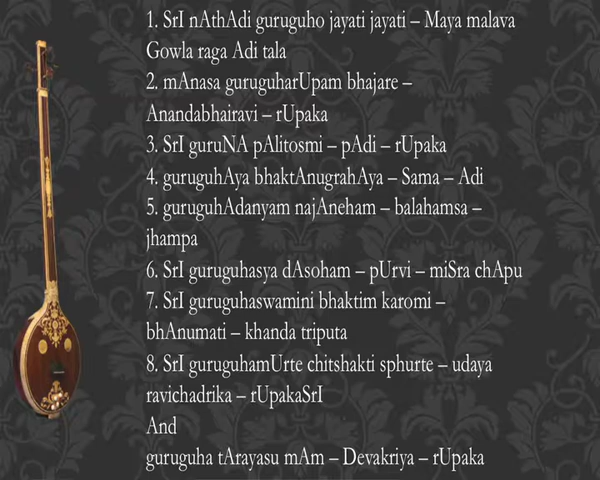 1. SrI nAthAdi guruguho jayati jayati – Maya malava
Gowla raga Adi tala
2. mAnasa guruguharUpam bhajare –
Anandabhairavi – rUpaka
3. SrI guruNA pAlitosmi – pAdi – rUpaka
4. guruguhAya bhaktAnugrahAya – Sama – Adi
5. guruguhAdanyam najAneham – balahamsa –
jhampa
6. SrI guruguhasya dAsoham – pUrvi – miSra chApu
7. SrI guruguhaswamini bhaktim karomi –
bhAnumati – khanda triputa
8. SrI guruguhamUrte chitshakti sphurte – udaya
ravichadrika – rUpakaSrI
And
guruguha tArayasu mAm – Devakriya – rUpaka